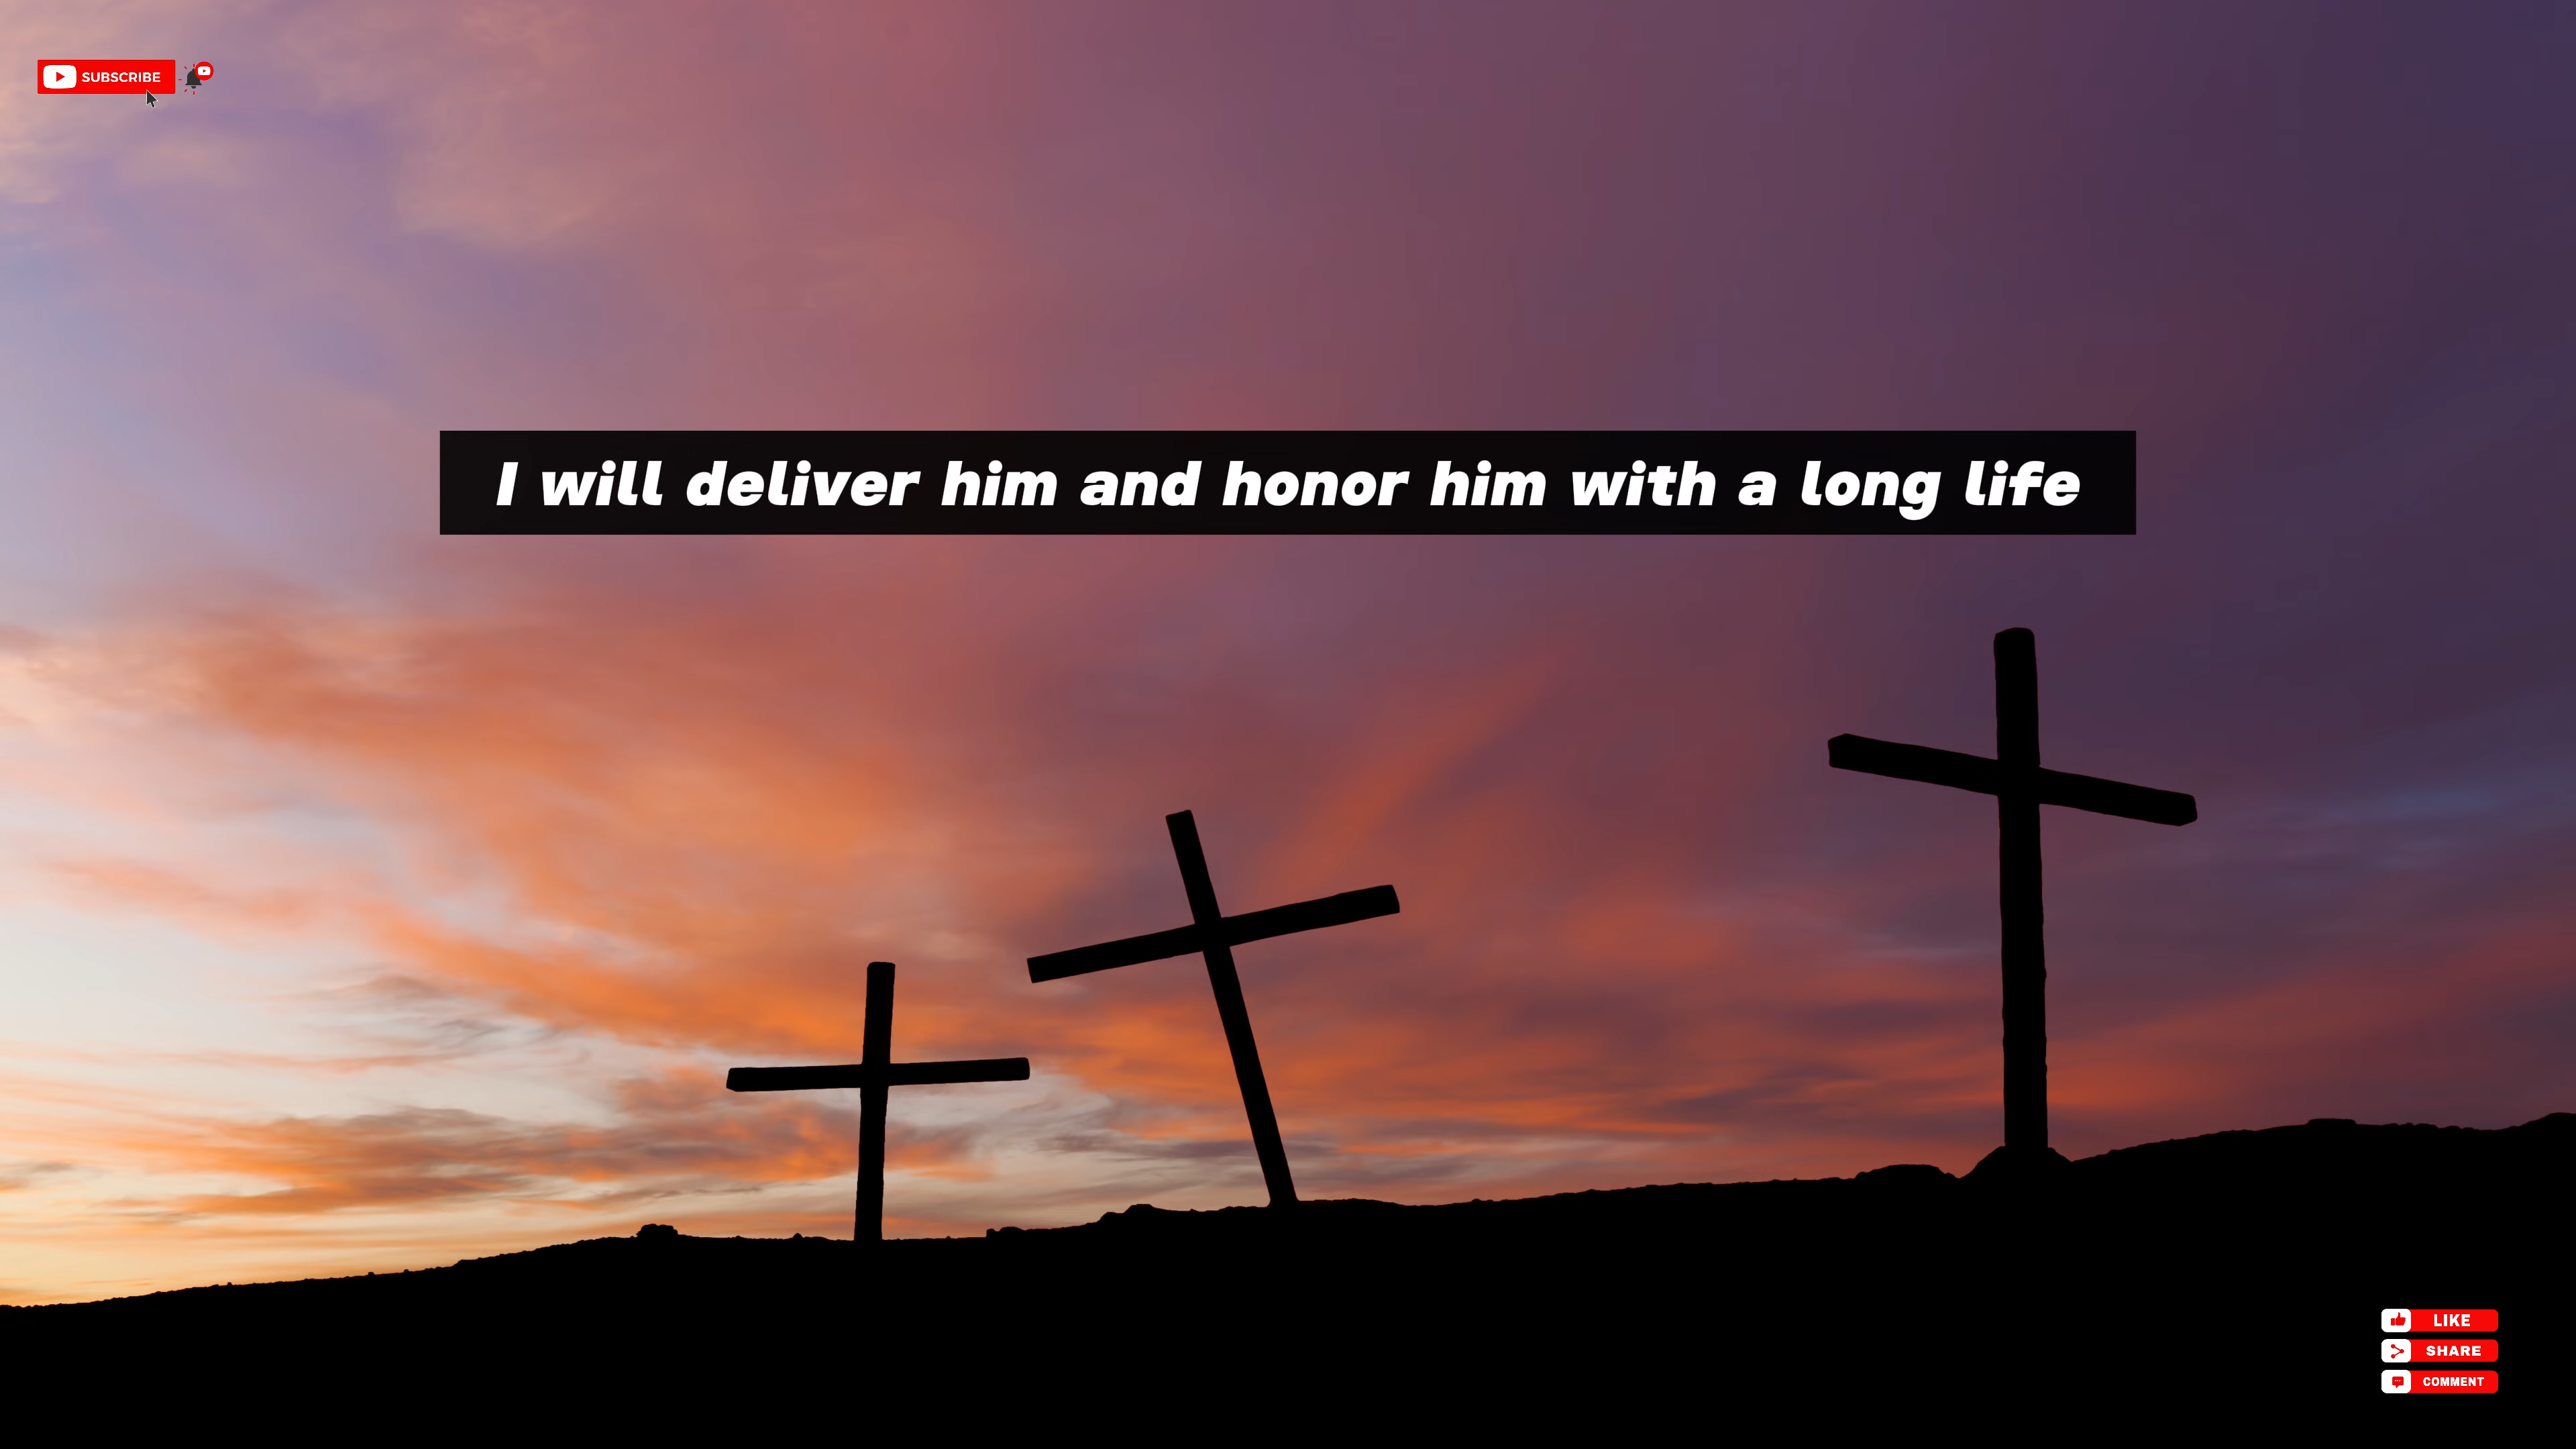 SUBSCRIBE
I will deliver him and honor him with a long life
LIKE
SHARE
COMMENT